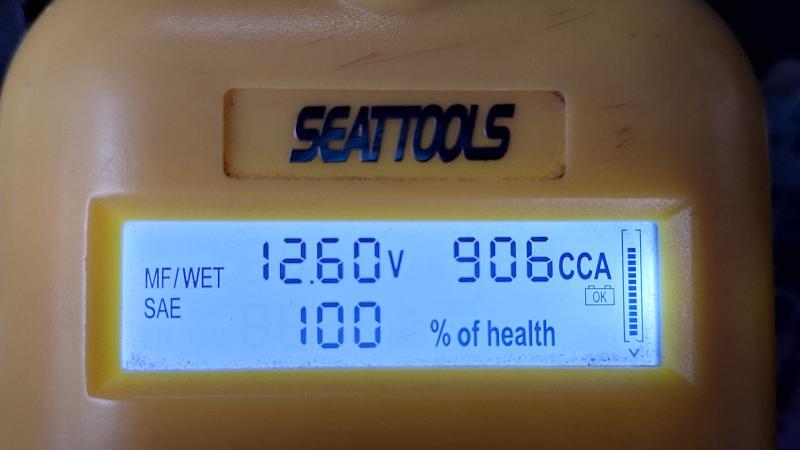 SEATTOOLS
MF/WET 12.60V 906CCA
SAE OK
100 % of health